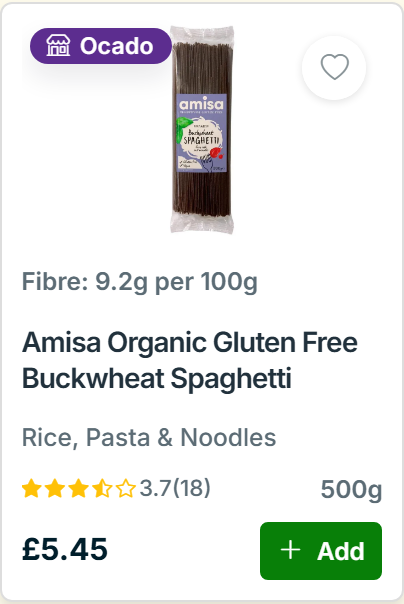 Ocado
amisa
Buckwheat
SPAGHETTI
Fibre: 9.2g per 100g
Amisa Organic Gluten Free
Buckwheat Spaghetti
Rice, Pasta & Noodles
3.7(18)
500g
£5.45
+ Add